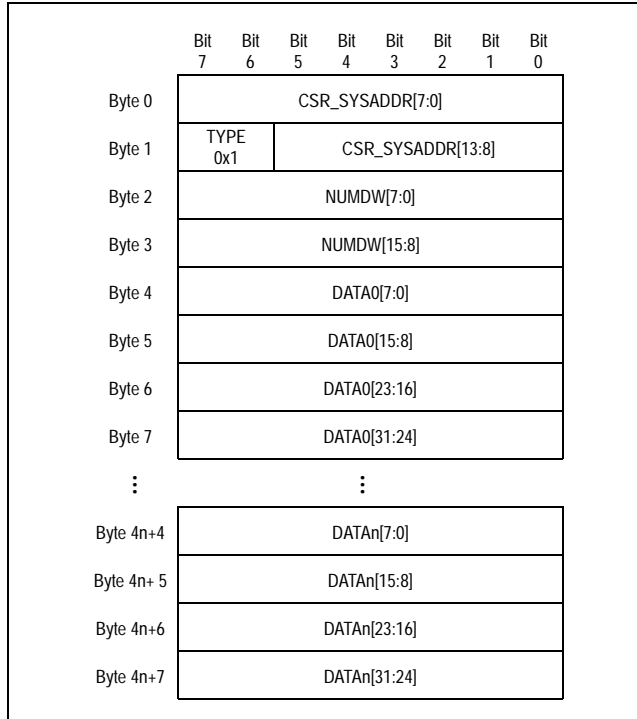 Bit Bit Bit Bit Bit Bit Bit Bit
7 6 5 4 3 2 1 0
Byte 0 CSR_SYSADDR[7:0]
Byte 1 TYPE 0x1 CSR_SYSADDR[13:8]
Byte 2 NUMDW[7:0]
Byte 3 NUMDW[15:8]
Byte 4 DATA0[7:0]
Byte 5 DATA0[15:8]
Byte 6 DATA0[23:16]
Byte 7 DATA0[31:24]
⋮ ⋮
Byte 4n+4 DATAn[7:0]
Byte 4n+ 5 DATAn[15:8]
Byte 4n+6 DATAn[23:16]
Byte 4n+7 DATAn[31:24]